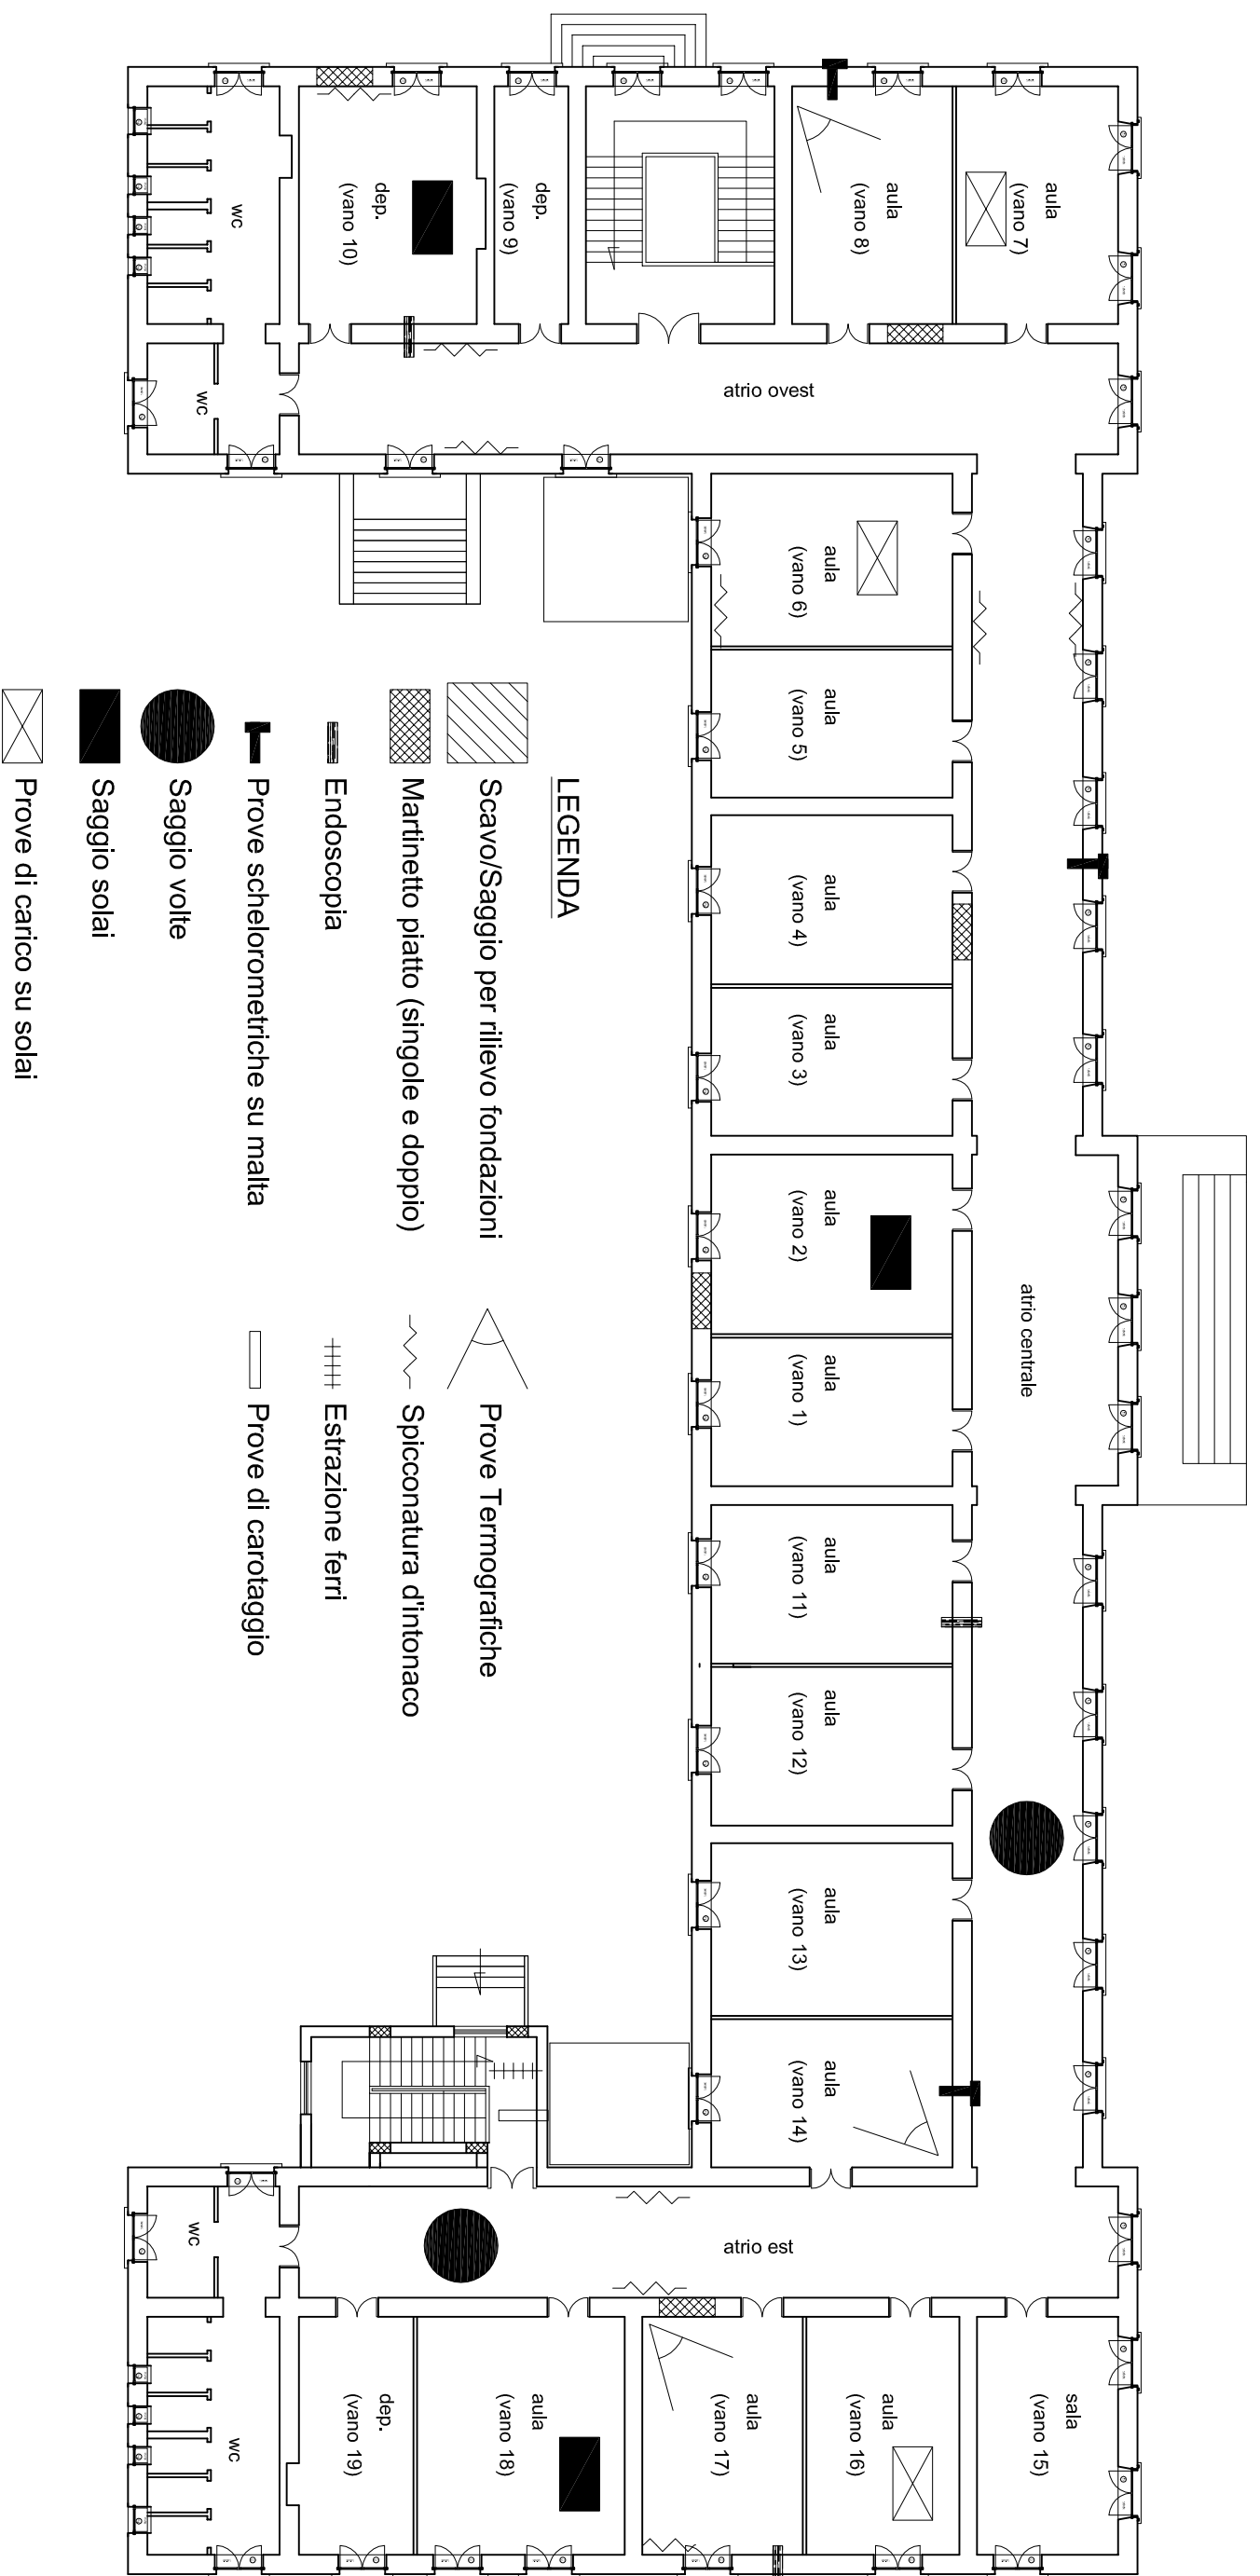 aula
(vano 7)
aula
(vano 8)
dep.
(vano 9)
dep.
(vano 10)
wc
wc
atrio ovest
aula
(vano 6)
aula
(vano 5)
aula
(vano 4)
aula
(vano 3)
aula
(vano 2)
aula
(vano 1)
atrio centrale
aula
(vano 11)
aula
(vano 12)
aula
(vano 13)
aula
(vano 14)
atrio est
wc
wc
sala
(vano 15)
aula
(vano 16)
aula
(vano 17)
aula
(vano 18)
dep.
(vano 19)
LEGENDA
Scavo/Saggio per rilievo fondazioni
Martinetto piatto (singole e doppio)
Endoscopia
Prove schelorometriche su malta
Saggio volte
Saggio solai
Prove di carico su solai
Prove Termografiche
Spicconatura d'intonaco
Estrazione ferri
Prove di carotaggio